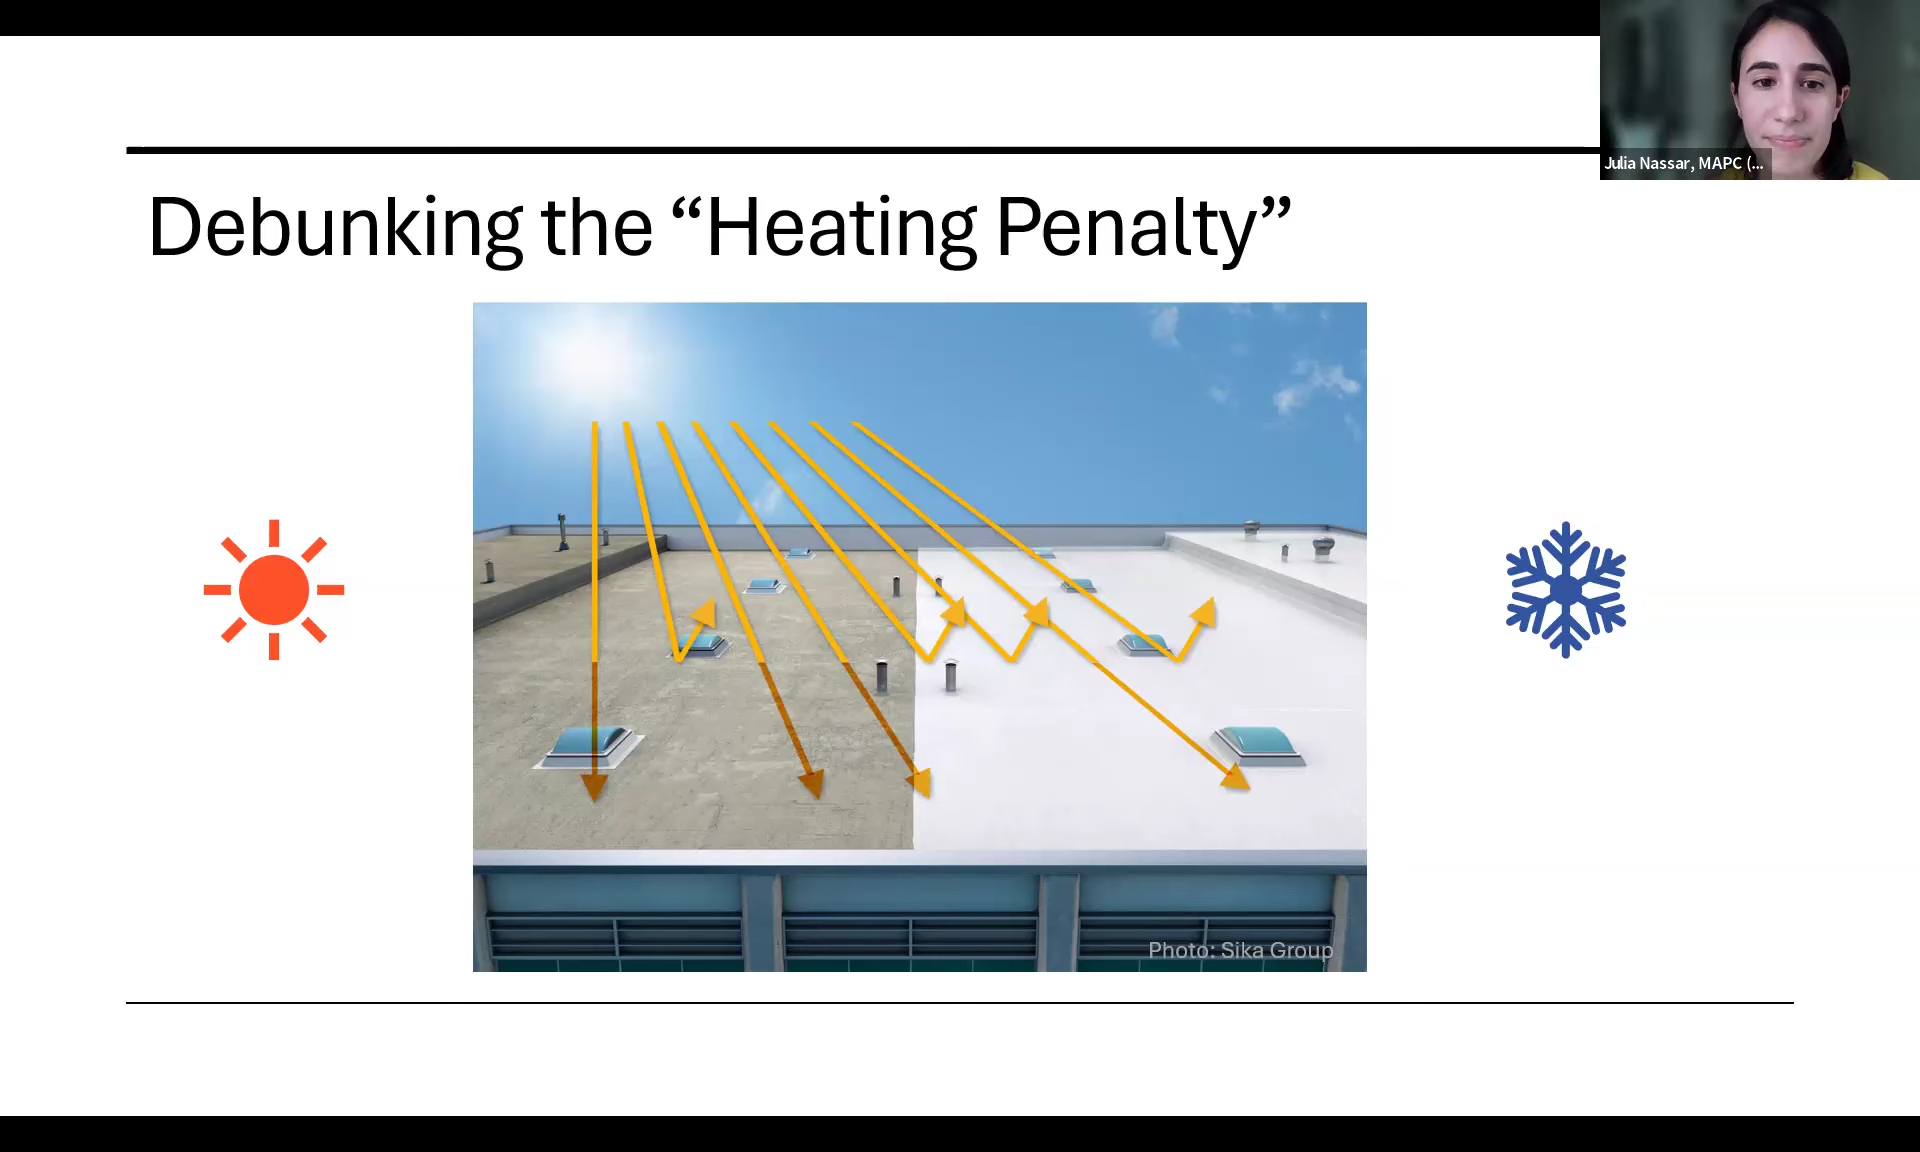 Julia Nassar, MAPC (...
Debunking the “Heating Penalty”
Photo: Sika Group